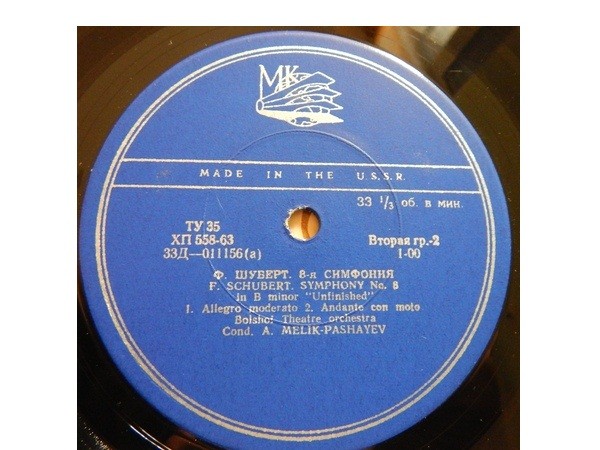 МК
MADE IN THE U.S.S.R.
33 1/3 об. в мин.
ТУ 35
ХП 558-63
33Д—011156(а)
Вторая гр.-2
1-00
Ф. ШУБЕРТ. 8-я СИМФОНИЯ
F. SCHUBERT. SYMPHONY No. 8
in B minor "Unfinished"
1. Allegro moderato 2. Andante con moto
Bolshoi Theatre orchestra
Cond. A. MELIK-PASHAYEV